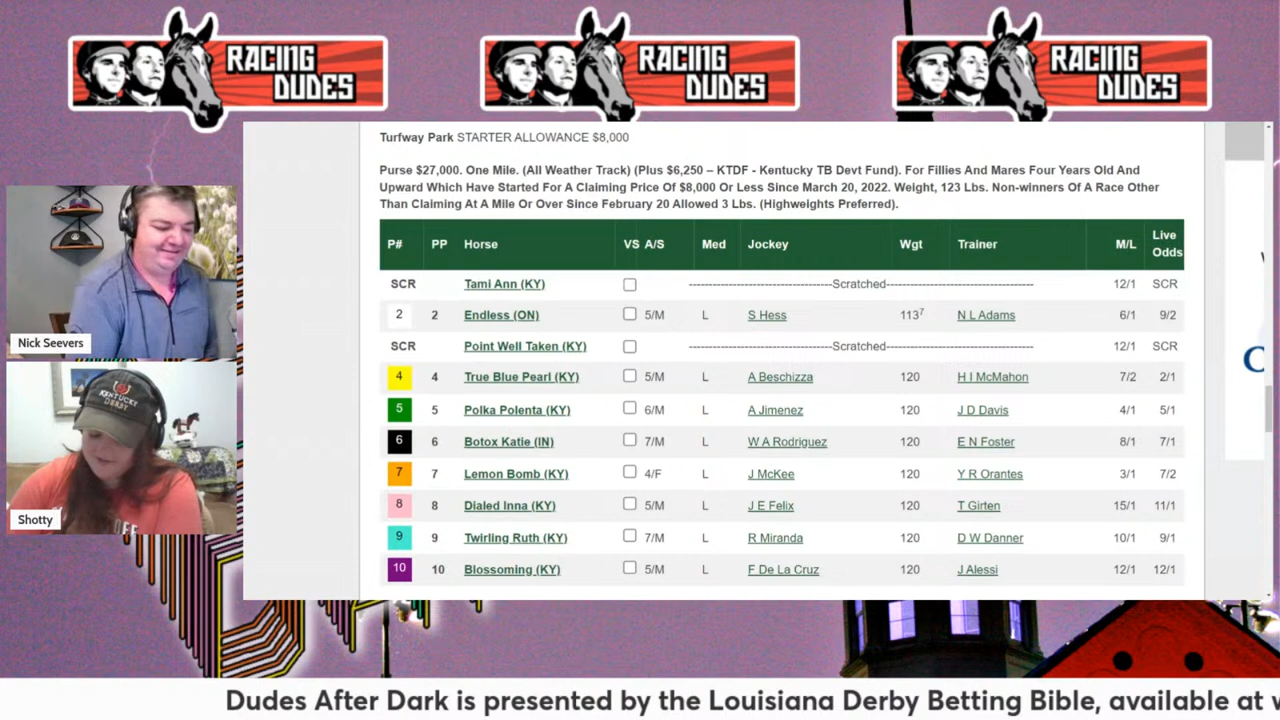 RACING DUDES
RACING DUDES
RACING DUDES
Turfway Park STARTER ALLOWANCE $8,000
Purse $27,000. One Mile. (All Weather Track) (Plus $6,250 – KTDF - Kentucky TB Devt Fund). For Fillies And Mares Four Years Old And
Upward Which Have Started For A Claiming Price Of $8,000 Or Less Since March 20, 2022. Weight, 123 Lbs. Non-winners Of A Race Other
Than Claiming At A Mile Or Over Since February 20 Allowed 3 Lbs. (Highweights Preferred).
P# PP Horse VS A/S Med Jockey Wgt Trainer M/L Live Odds
SCR Tami Ann (KY) Scratched 12/1 SCR
2 2 Endless (ON) 5/M L S Hess 113⁷ N L Adams 6/1 9/2
SCR Point Well Taken (KY) Scratched 12/1 SCR
4 4 True Blue Pearl (KY) 5/M L A Beschizza 120 H I McMahon 7/2 2/1
5 5 Polka Polenta (KY) 6/M L A Jimenez 120 J D Davis 4/1 5/1
6 6 Botox Katie (IN) 7/M L W A Rodriguez 120 E N Foster 8/1 7/1
7 7 Lemon Bomb (KY) 4/F L J McKee 120 Y R Orantes 3/1 7/2
8 8 Dialed Inna (KY) 5/M L J E Felix 120 T Girten 15/1 11/1
9 9 Twirling Ruth (KY) 7/M L R Miranda 120 D W Danner 10/1 9/1
10 10 Blossoming (KY) 5/M L F De La Cruz 120 J Alessi 12/1 12/1
Nick Seevers
KENTUCKY
DERBY
Shotty
Dudes After Dark is presented by the Louisiana Derby Betting Bible, available at